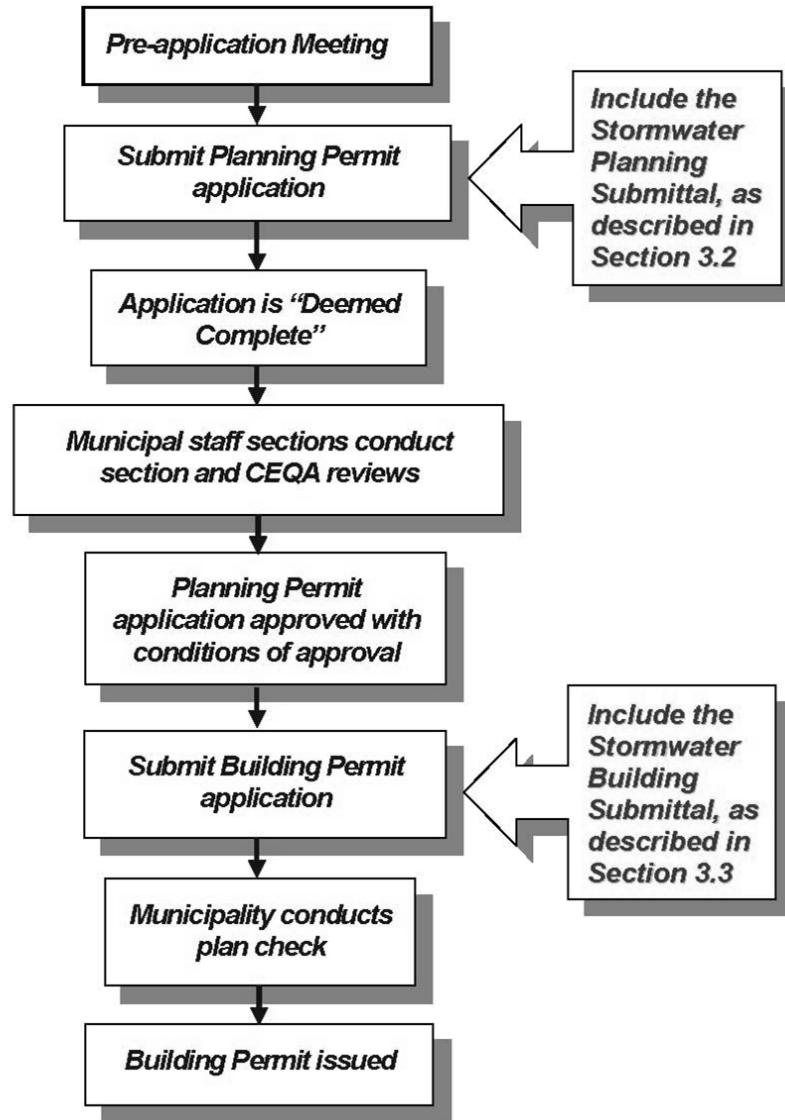 Pre-application Meeting
Submit Planning Permit
application
Include the
Stormwater
Planning
Submittal, as
described in
Section 3.2
Application is “Deemed
Complete”
Municipal staff sections conduct
section and CEQA reviews
Planning Permit
application approved with
conditions of approval
Submit Building Permit
application
Include the
Stormwater
Building
Submittal, as
described in
Section 3.3
Municipality conducts
plan check
Building Permit issued